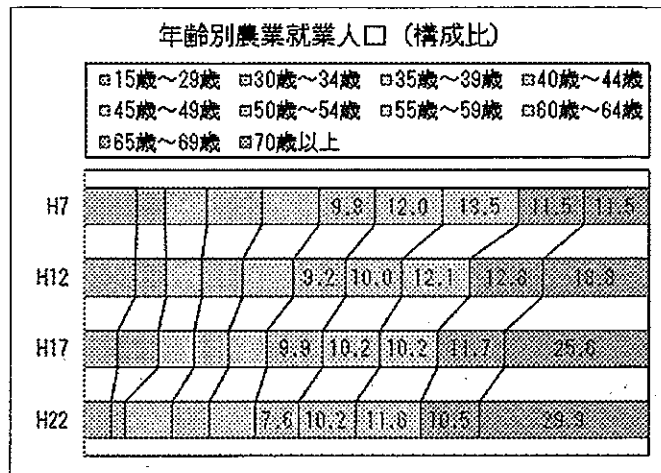 年齢別農業就業人口（構成比）
15歳～29歳 30歳～34歳 35歳～39歳 40歳～44歳
45歳～49歳 50歳～54歳 55歳～59歳 60歳～64歳
65歳～69歳 70歳以上
H7 9.8 12.0 13.5 11.5 11.5
H12 9.2 10.0 12.1 18.8
H17 9.9 10.2 10.2 11.7 25.6
H22 7.6 10.2 10.5 29.9